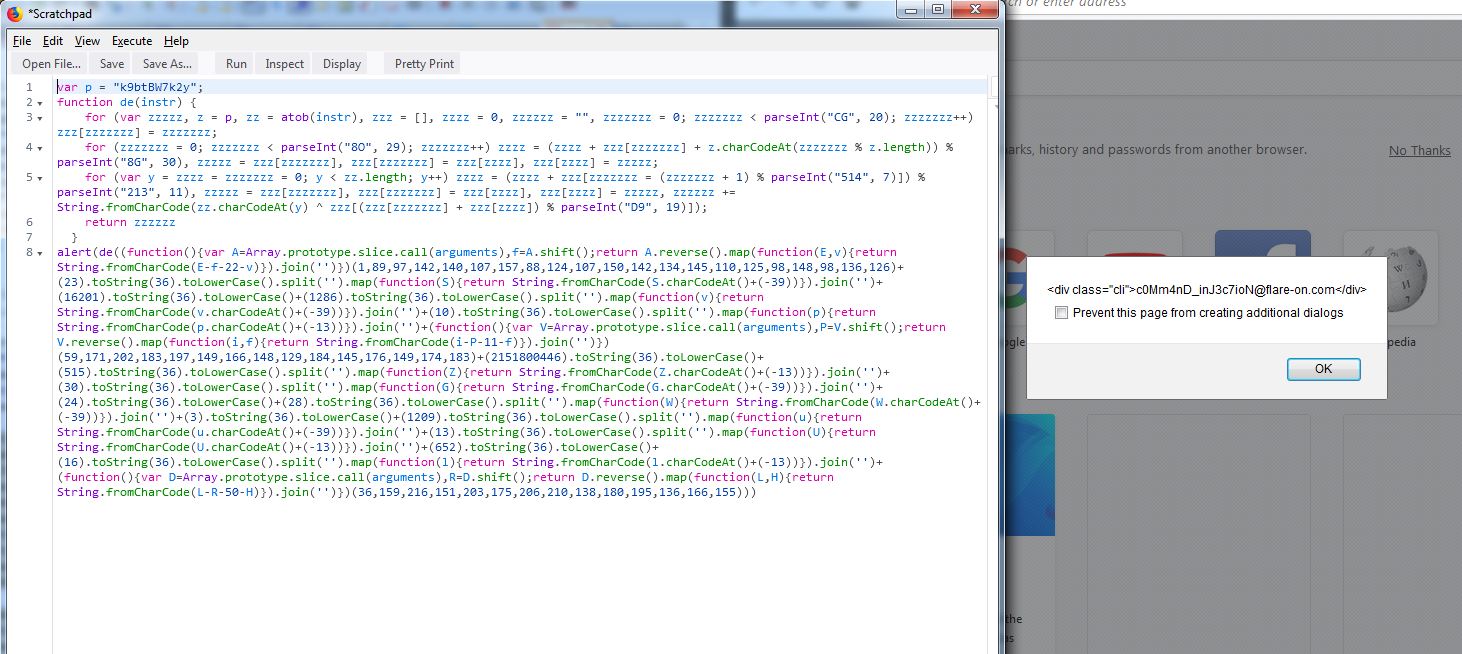 *Scratchpad
ch or enter address
File Edit View Execute Help
Open File... Save Save As... Run Inspect Display Pretty Print
1 var p = "k9btBW7k2y";
2 function de(instr) {
3 for (var zzzzz, z = p, zz = atob(instr), zzz = [], zzzz = 0, zzzzzz = "", zzzzzzz = 0; zzzzzzz < parseInt("CG", 20); zzzzzzz++)
zzz[zzzzzzz] = zzzzzzz;
4 for (zzzzzzz = 0; zzzzzzz < parseInt("8O", 29); zzzzzzz++) zzzz = (zzzz + zzz[zzzzzzz] + z.charCodeAt(zzzzzzz % z.length)) %
parseInt("8G", 30), zzzzz = zzz[zzzzzzz], zzz[zzzzzzz] = zzz[zzzz], zzz[zzzz] = zzzzz;
5 for (var y = zzzz = zzzzzzz = 0; y < zz.length; y++) zzzz = (zzzz + zzz[zzzzzzz = (zzzzzzz + 1) % parseInt("514", 7)]) %
parseInt("213", 11), zzzzz = zzz[zzzzzzz], zzz[zzzzzzz] = zzz[zzzz], zzz[zzzz] = zzzzz, zzzzzz +=
String.fromCharCode(zz.charCodeAt(y) ^ zzz[(zzz[zzzzzzz] + zzz[zzzz]) % parseInt("D9", 19)]);
6 return zzzzzz
7 }
8 alert(de((function(){var A=Array.prototype.slice.call(arguments),f=A.shift();return A.reverse().map(function(E,v){return
String.fromCharCode(E-f-22-v)}).join('')})(1,89,97,142,140,107,157,88,124,107,150,142,134,145,110,125,98,148,98,136,126)+
(23).toString(36).toLowerCase().split('').map(function(S){return String.fromCharCode(S.charCodeAt()+(-39))}).join('')+
(16201).toString(36).toLowerCase()+(1286).toString(36).toLowerCase().split('').map(function(v){return
String.fromCharCode(v.charCodeAt()+(-39))}).join('')+(10).toString(36).toLowerCase().split('').map(function(p){return
String.fromCharCode(p.charCodeAt()+(-13))}).join('')+(function(){var V=Array.prototype.slice.call(arguments),P=V.shift();return
V.reverse().map(function(i,f){return String.fromCharCode(i-P-11-f)}).join('')})
(59,171,202,183,197,149,166,148,129,184,145,176,149,174,183)+(2151800446).toString(36).toLowerCase()+
(515).toString(36).toLowerCase().split('').map(function(Z){return String.fromCharCode(Z.charCodeAt()+(-13))}).join('')+
(30).toString(36).toLowerCase().split('').map(function(G){return String.fromCharCode(G.charCodeAt()+(-39))}).join('')+
(24).toString(36).toLowerCase()+(28).toString(36).toLowerCase().split('').map(function(W){return String.fromCharCode(W.charCodeAt()+
(-39))}).join('')+(3).toString(36).toLowerCase()+(1209).toString(36).toLowerCase().split('').map(function(u){return
String.fromCharCode(u.charCodeAt()+(-39))}).join('')+(13).toString(36).toLowerCase().split('').map(function(U){return
String.fromCharCode(U.charCodeAt()+(-13))}).join('')+(652).toString(36).toLowerCase()+
(16).toString(36).toLowerCase().split('').map(function(l){return String.fromCharCode(l.charCodeAt()+(-13))}).join('')+
(function(){var D=Array.prototype.slice.call(arguments),R=D.shift();return D.reverse().map(function(L,H){return
String.fromCharCode(L-R-50-H)}).join('')})(36,159,216,151,203,175,206,210,138,180,195,136,166,155)))
arks, history and passwords from another browser. No Thanks
<div class="cli">c0Mm4nD_inJ3c7ioN@flare-on.com</div>
Prevent this page from creating additional dialogs
OK
gle
pedia
the
as